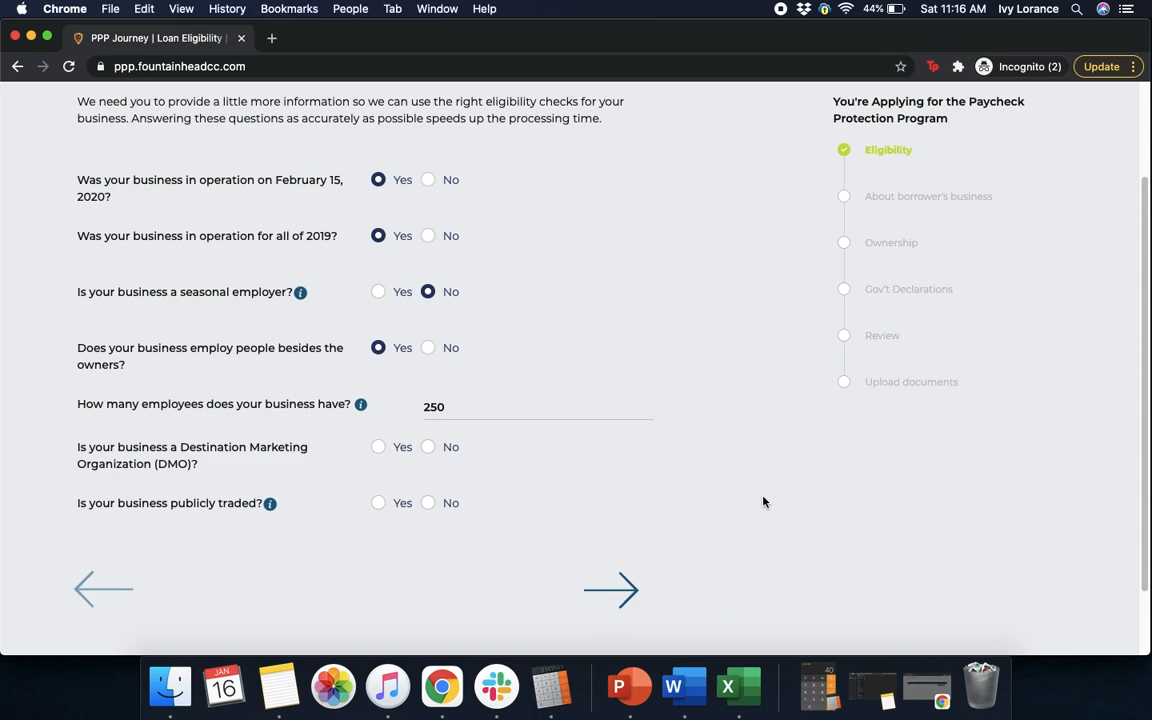 Chrome File Edit View History Bookmarks People Tab Window Help 44% Sat 11:16 AM Ivy Lorance
PPP Journey | Loan Eligibility |
ppp.fountainheadcc.com Tp Incognito (2) Update
We need you to provide a little more information so we can use the right eligibility checks for your
business. Answering these questions as accurately as possible speeds up the processing time.
Was your business in operation on February 15,
2020?
Yes No
Was your business in operation for all of 2019? Yes No
Is your business a seasonal employer? i Yes No
Does your business employ people besides the
owners?
Yes No
How many employees does your business have? i 250
Is your business a Destination Marketing
Organization (DMO)?
Yes No
Is your business publicly traded? i Yes No
You're Applying for the Paycheck
Protection Program
Eligibility
About borrower's business
Ownership
Gov't Declarations
Review
Upload documents
JAN
16
P W X
40